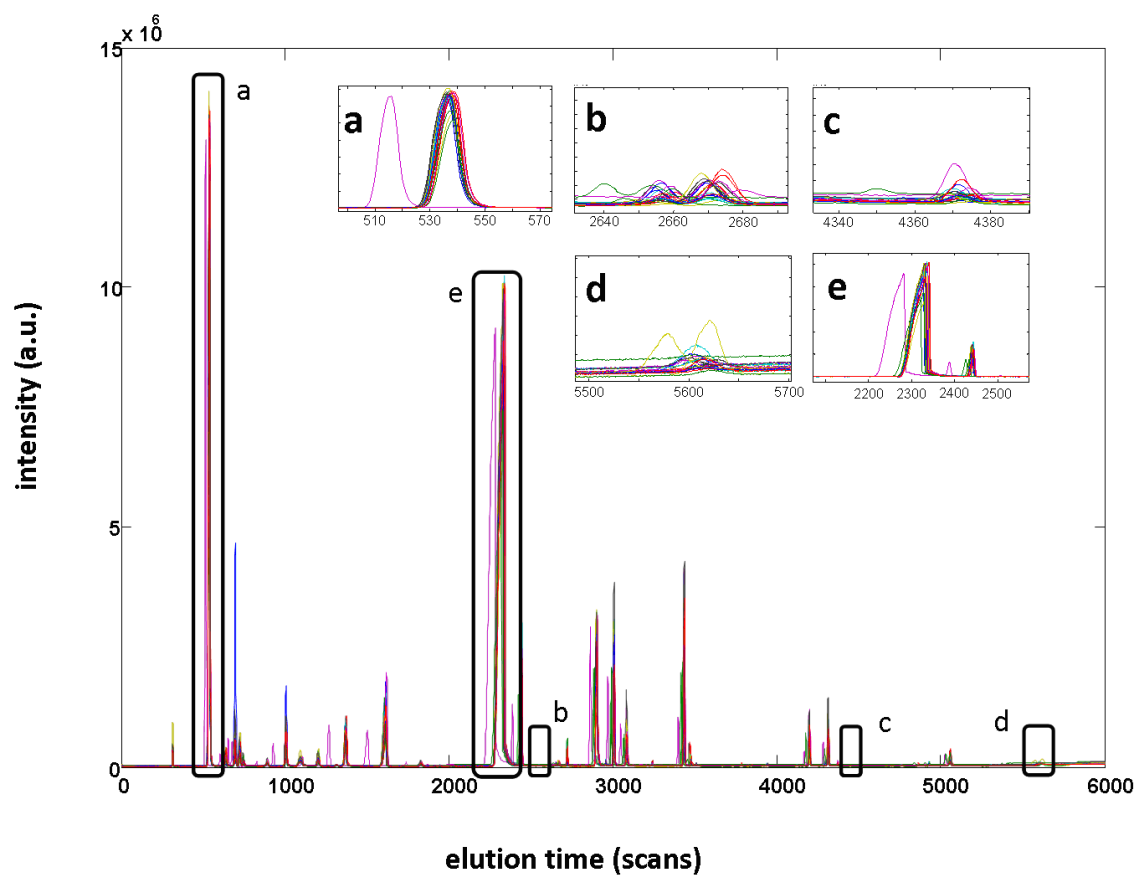 x 10 6
15
10
5
0
intensity (a.u.)
a
e
b
c
d
a
510 530 550 570
b
2640 2660 2680
c
4340 4360 4380
d
5500 5600 5700
e
2200 2300 2400 2500
0 1000 2000 3000 4000 5000 6000
elution time (scans)